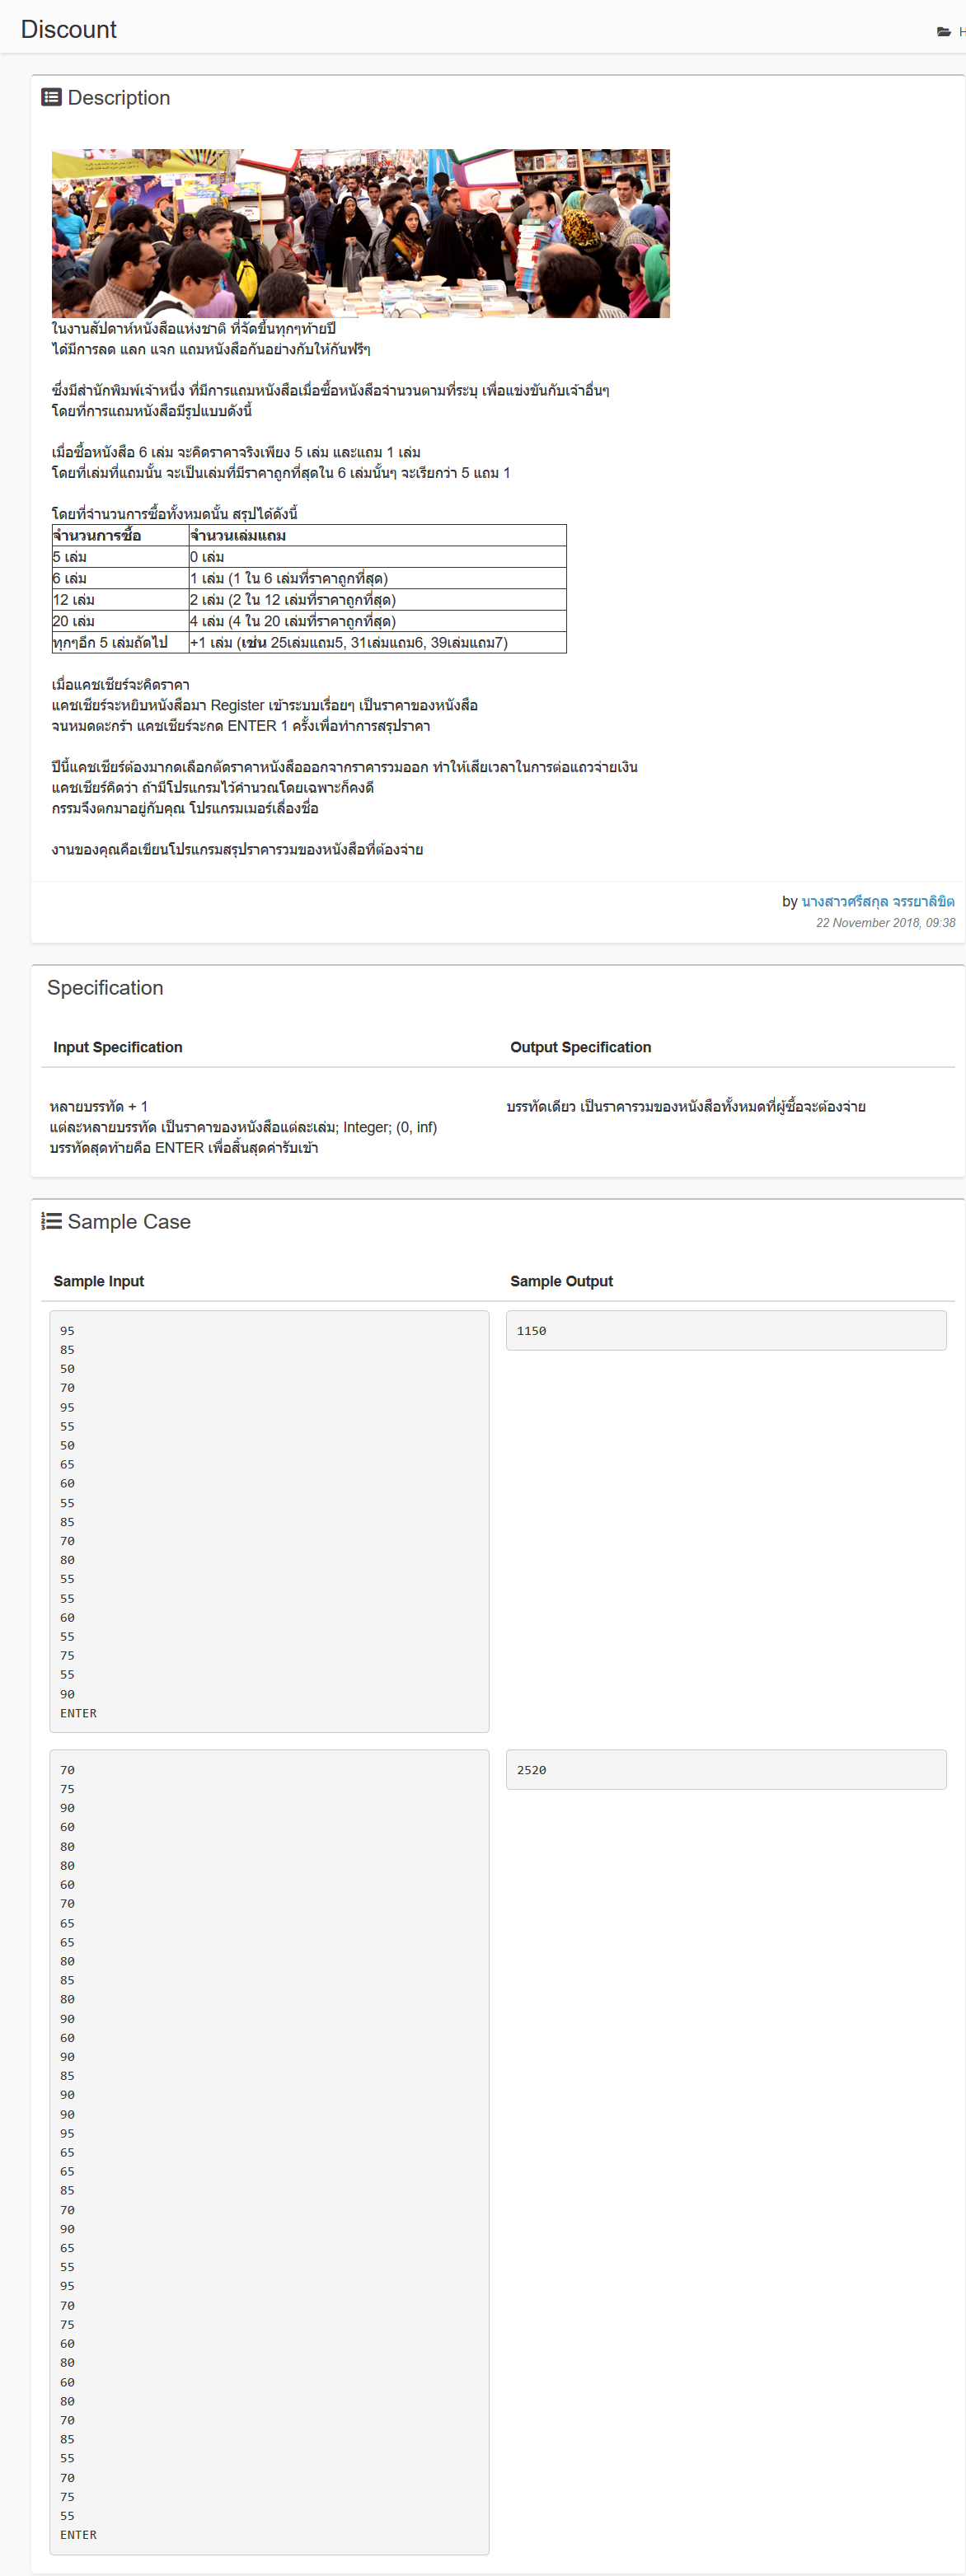 Discount
H
Description
ในงานสัปดาห์หนังสือแห่งชาติ ที่จัดขึ้นทุกๆท้ายปี
ได้มีการลด แลก แจก แถมหนังสือกันอย่างกับให้กันฟรีๆ
ซึ่งมีสำนักพิมพ์เจ้าหนึ่ง ที่มีการแถมหนังสือเมื่อซื้อหนังสือจำนวนตามที่ระบุ เพื่อแข่งขันกับเจ้าอื่นๆ
โดยที่การแถมหนังสือมีรูปแบบดังนี้
เมื่อซื้อหนังสือ 6 เล่ม จะคิดราคาจริงเพียง 5 เล่ม และแถม 1 เล่ม
โดยที่เล่มที่แถมนั้น จะเป็นเล่มที่มีราคาถูกที่สุดใน 6 เล่มนั้นๆ จะเรียกว่า 5 แถม 1
โดยที่จำนวนการซื้อทั้งหมดนั้น สรุปได้ดังนี้
จำนวนการซื้อ จำนวนเล่มแถม
5 เล่ม 0 เล่ม
6 เล่ม 1 เล่ม (1 ใน 6 เล่มที่ราคาถูกที่สุด)
12 เล่ม 2 เล่ม (2 ใน 12 เล่มที่ราคาถูกที่สุด)
20 เล่ม 4 เล่ม (4 ใน 20 เล่มที่ราคาถูกที่สุด)
ทุกๆอีก 5 เล่มถัดไป +1 เล่ม (เช่น 25เล่มแถม5, 31เล่มแถม6, 39เล่มแถม7)
เมื่อแคชเชียร์จะคิดราคา
แคชเชียร์จะหยิบหนังสือมา Register เข้าระบบเรื่อยๆ เป็นราคาของหนังสือ
จนหมดตะกร้า แคชเชียร์จะกด ENTER 1 ครั้งเพื่อทำการสรุปราคา
ปีนี้แคชเชียร์ต้องมากดเลือกตัดราคาหนังสือออกจากราคารวมออก ทำให้เสียเวลาในการต่อแถวจ่ายเงิน
แคชเชียร์คิดว่า ถ้ามีโปรแกรมไว้คำนวณโดยเฉพาะก็คงดี
กรรมจึงตกมาอยู่กับคุณ โปรแกรมเมอร์เลื่องชื่อ
งานของคุณคือเขียนโปรแกรมสรุปราคารวมของหนังสือที่ต้องจ่าย
by นางสาวศรีสกุล จรรยาลิขิต
22 November 2018, 09:38
Specification
Input Specification
Output Specification
หลายบรรทัด + 1
แต่ละหลายบรรทัด เป็นราคาของหนังสือแต่ละเล่ม; Integer; (0, inf)
บรรทัดสุดท้ายคือ ENTER เพื่อสิ้นสุดค่ารับเข้า
บรรทัดเดียว เป็นราคารวมของหนังสือทั้งหมดที่ผู้ซื้อจะต้องจ่าย
Sample Case
Sample Input
Sample Output
95
85
50
70
95
55
50
65
60
55
85
70
80
55
55
60
55
75
55
90
ENTER
1150
70
75
90
60
80
80
60
70
65
65
80
85
80
90
60
90
85
90
90
95
65
65
85
70
90
65
55
95
70
75
60
80
60
80
70
85
55
70
75
55
ENTER
2520